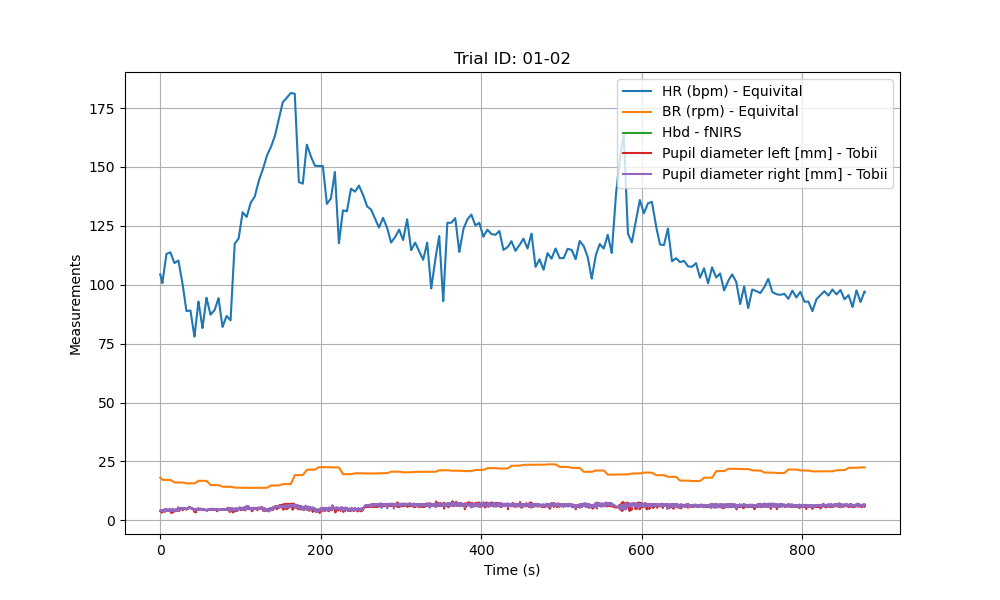 Trial ID: 01-02
HR (bpm) - Equivital
BR (rpm) - Equivital
Hbd - fNIRS
Pupil diameter left [mm] - Tobii
Pupil diameter right [mm] - Tobii
175
150
125
100
75
50
25
0
Measurements
0 200 400 600 800
Time (s)